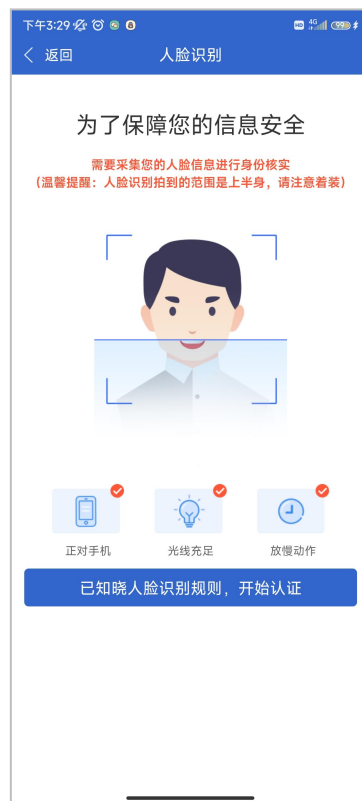 下午3:29
HD 4G 99
返回 人脸识别
为了保障您的信息安全
需要采集您的人脸信息进行身份核实
(温馨提醒：人脸识别拍到的范围是上半身，请注意着装)
正对手机 光线充足 放慢动作
已知晓人脸识别规则，开始认证